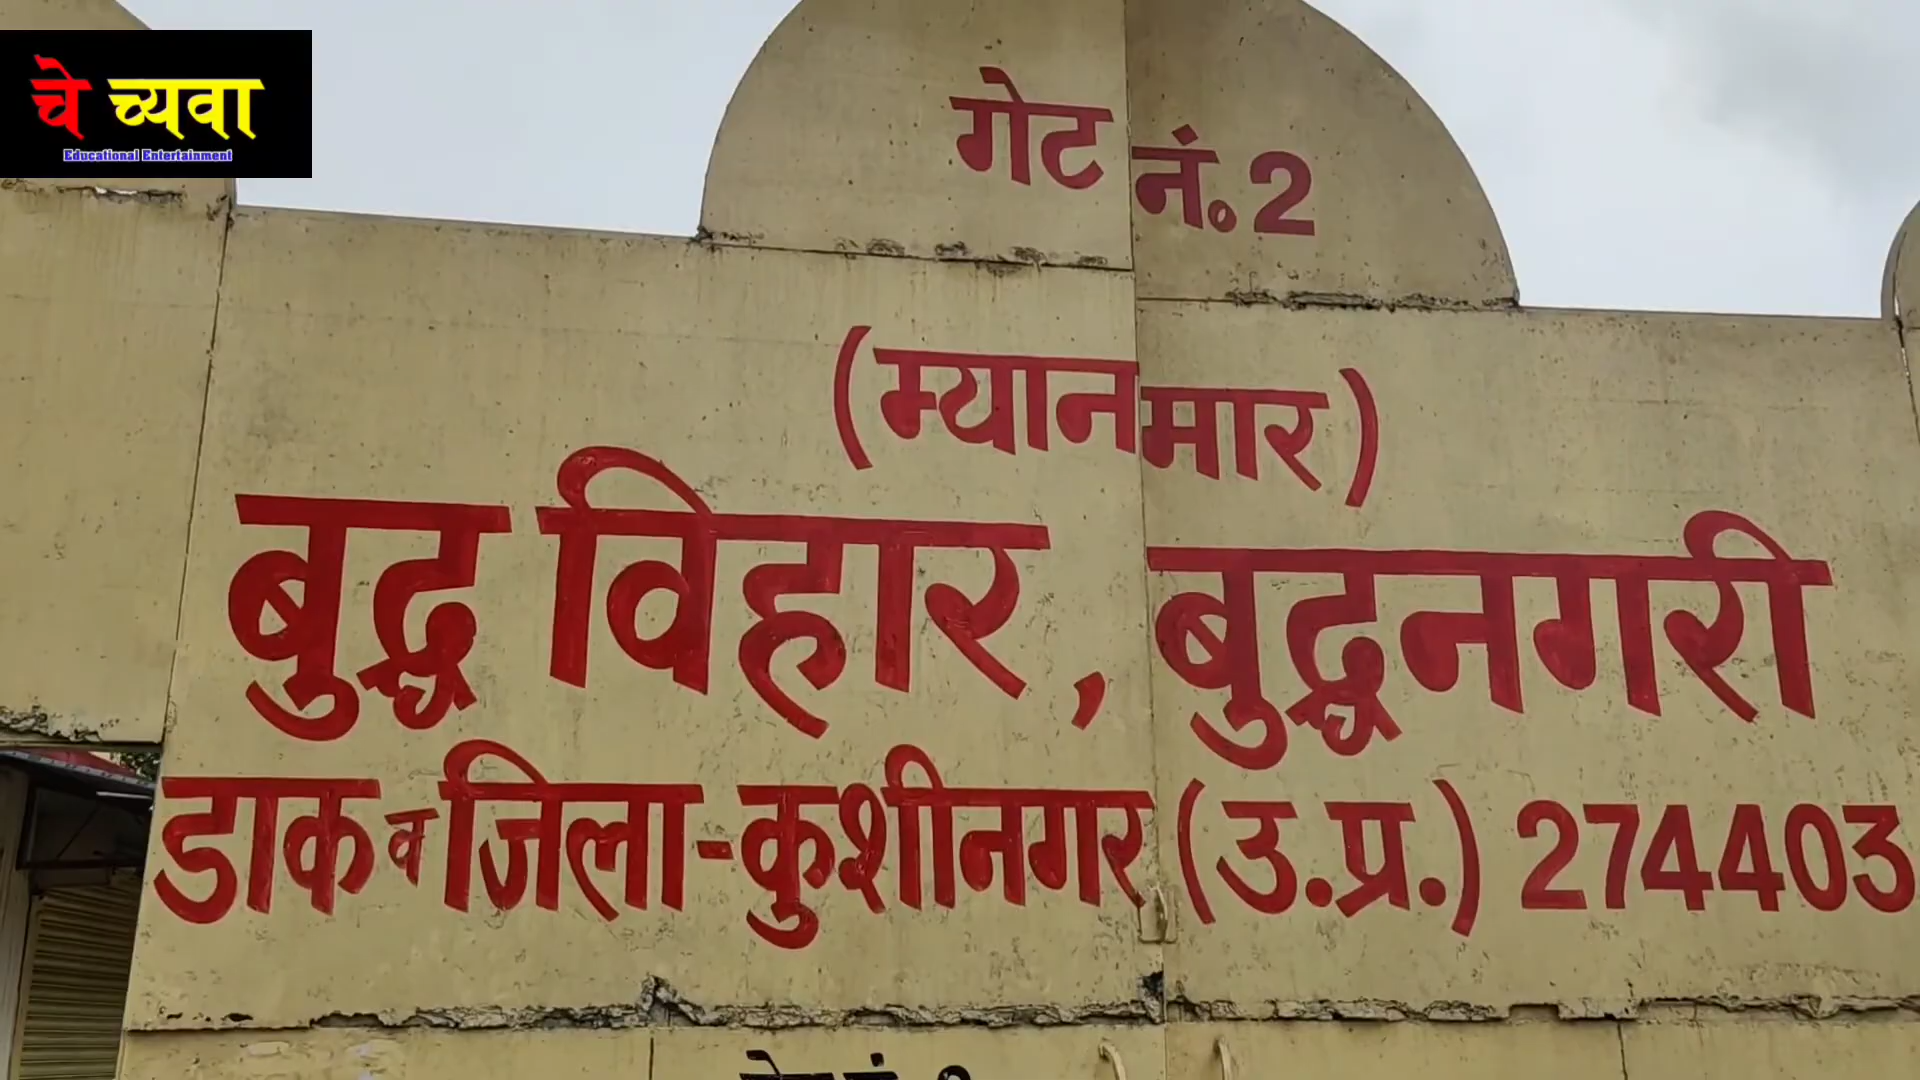 चे च्यवा
Educational Entertainment
गेट नं. 2
(म्यानमार)
बुद्ध विहार, बुद्धनगरी
डाक व जिला-कुशीनगर (उ.प्र.) 274403